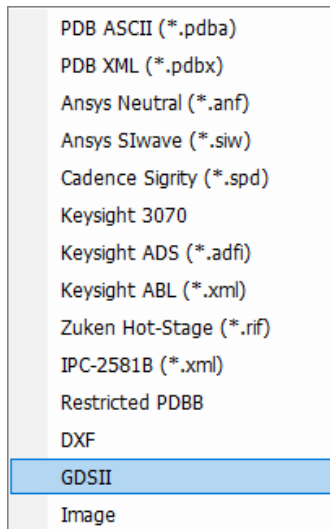 PDB ASCII (*.pdba)
PDB XML (*.pdbx)
Ansys Neutral (*.anf)
Ansys SIwave (*.siw)
Cadence Sigrity (*.spd)
Keysight 3070
Keysight ADS (*.adfi)
Keysight ABL (*.xml)
Zuken Hot-Stage (*.rif)
IPC-2581B (*.xml)
Restricted PDBB
DXF
GDSII
Image